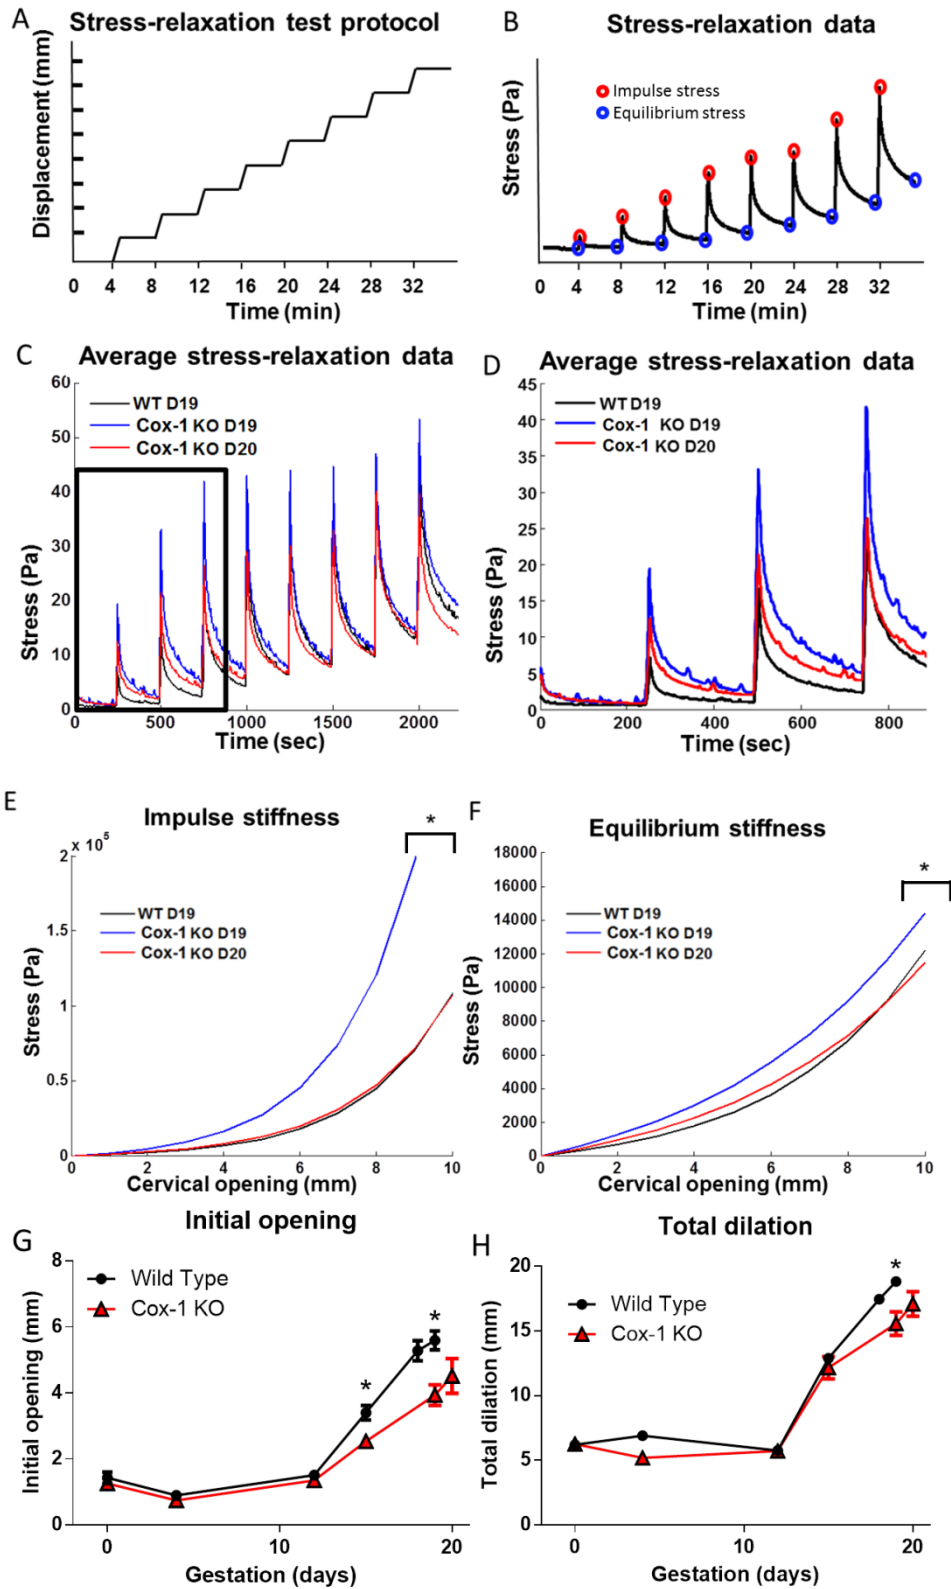 A
Stress-relaxation test protocol
Displacement (mm)
0 4 8 12 16 20 24 28 32
Time (min)
B
Stress-relaxation data
Stress (Pa)
Impulse stress
Equilibrium stress
0 4 8 12 16 20 24 28 32
Time (min)
C
Average stress-relaxation data
Stress (Pa)
60
50
40
30
20
10
0
WT D19
Cox-1 KO D19
Cox-1 KO D20
0 500 1000 1500 2000
Time (sec)
D
Average stress-relaxation data
Stress (Pa)
45
40
35
30
25
20
15
10
5
0
WT D19
Cox-1 KO D19
Cox-1 KO D20
0 200 400 600 800
Time (sec)
E
Impulse stiffness
*
x 10^5
Stress (Pa)
2
1.5
1
0.5
0
WT D19
Cox-1 KO D19
Cox-1 KO D20
0 2 4 6 8 10
Cervical opening (mm)
F
Equilibrium stiffness
*
Stress (Pa)
18000
16000
14000
12000
10000
8000
6000
4000
2000
0
WT D19
Cox-1 KO D19
Cox-1 KO D20
0 2 4 6 8 10
Cervical opening (mm)
G
Initial opening
Initial opening (mm)
8
6
4
2
0
Wild Type
Cox-1 KO
*
*
0 10 20
Gestation (days)
H
Total dilation
Total dilation (mm)
20
15
10
5
0
Wild Type
Cox-1 KO
*
0 10 20
Gestation (days)